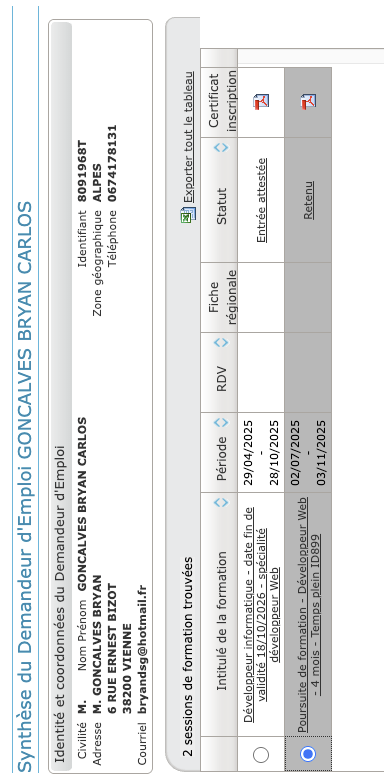 Synthèse du Demandeur d'Emploi GONCALVES BRYAN CARLOS
Identité et coordonnées du Demandeur d'Emploi
Civilité M. Nom Prénom GONCALVES BRYAN CARLOS Identifiant 8091968T
Adresse M. GONCALVES BRYAN Zone géographique ALPES
6 RUE ERNEST BIZOT Téléphone 0674178131
38200 VIENNE
Courriel bryandsg@hotmail.fr
2 sessions de formation trouvées Exporter tout le tableau
Intitulé de la formation Période RDV Fiche régionale Statut Certificat inscription
Développeur informatique - date fin de
validité 18/10/2026 - spécialité
développeur Web
29/04/2025
-
28/10/2025
Entrée attestée
Poursuite de formation - Développeur Web
- 4 mois - Temps plein ID899
02/07/2025
-
03/11/2025
Retenu